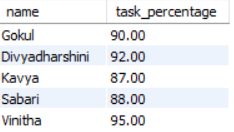 name task_percentage
Gokul 90.00
Divyadharshini 92.00
Kavya 87.00
Sabari 88.00
Vinitha 95.00